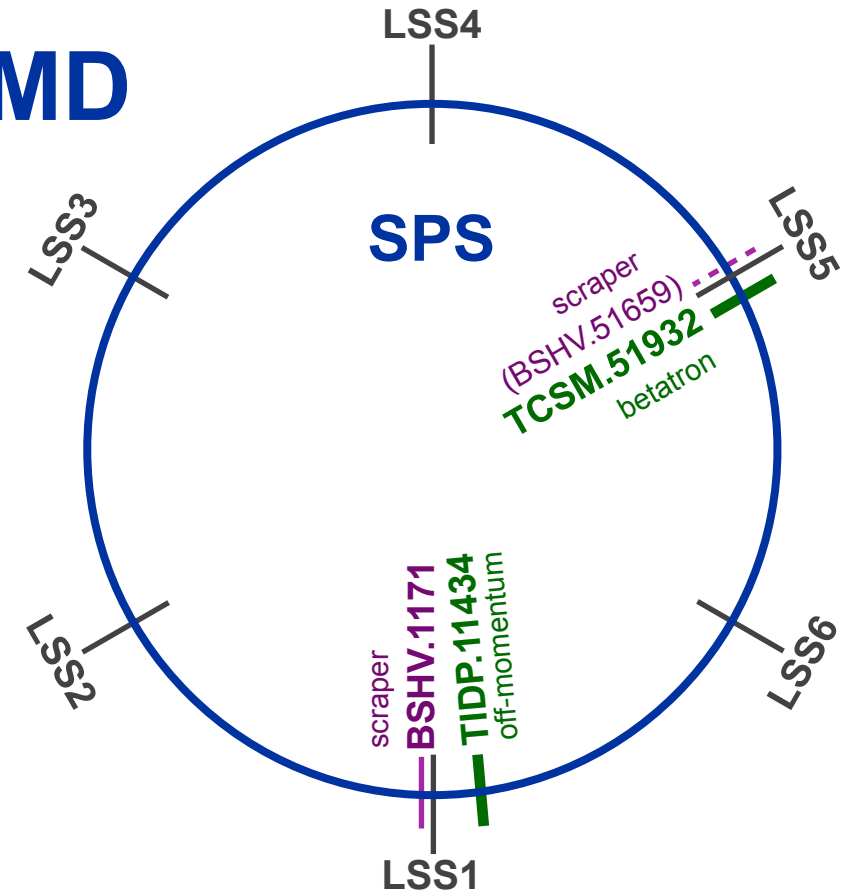 LSS4
MD
LSS3
LSS5
SPS
scraper
(BSHV.51659)
TCSM.51932
betatron
LSS2
LSS6
scraper
BSHV.1171
TIDP.11434
off-momentum
LSS1